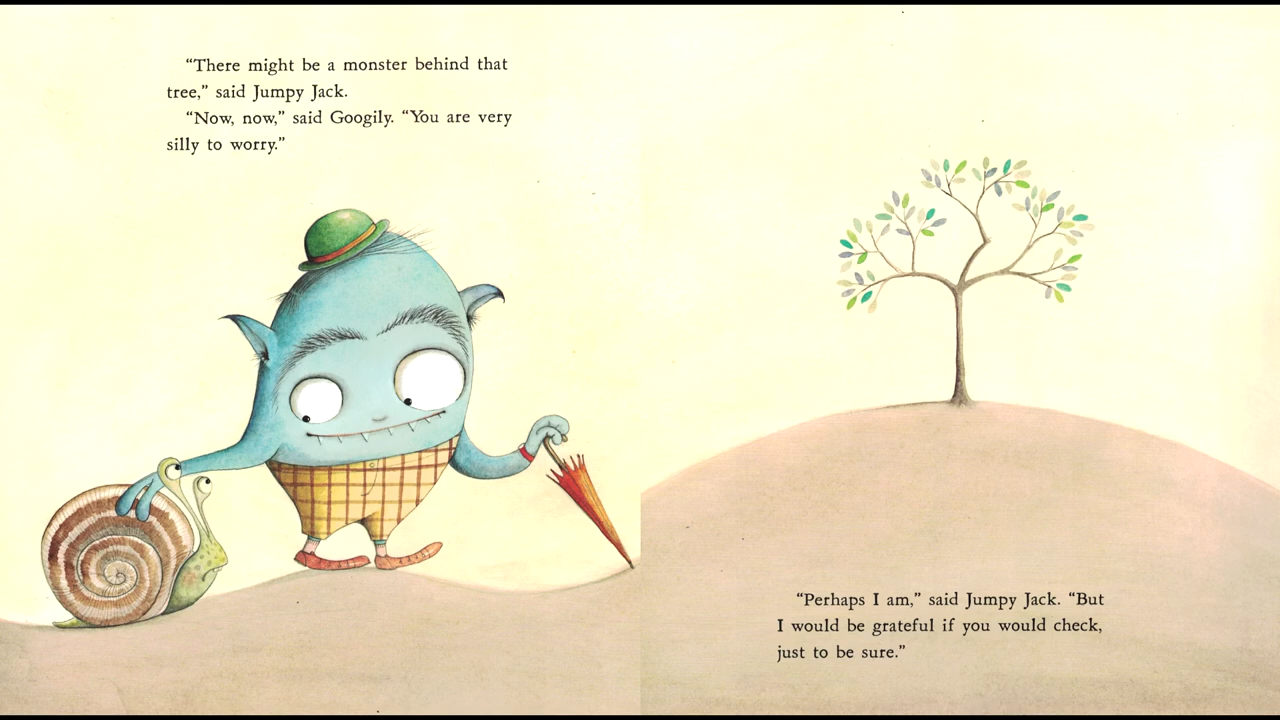 “There might be a monster behind that
tree,” said Jumpy Jack.
“Now, now,” said Googily. “You are very
silly to worry.”
“Perhaps I am,” said Jumpy Jack. “But
I would be grateful if you would check,
just to be sure.”